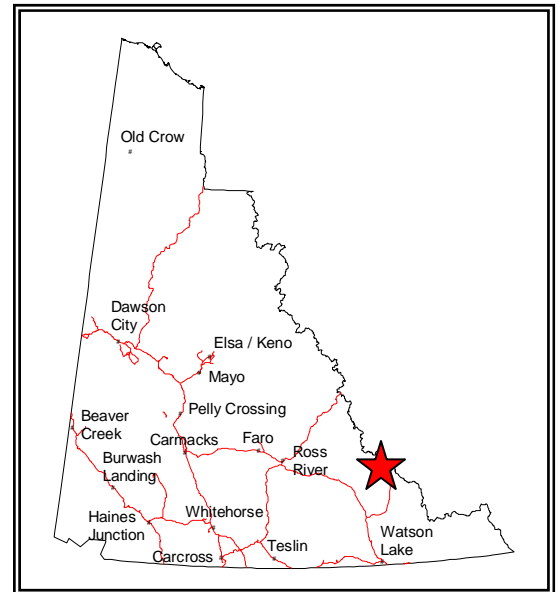 Old Crow
Dawson
City
Elsa / Keno
Mayo
Pelly Crossing
Beaver
Creek
Carmacks
Faro
Ross
River
Burwash
Landing
Haines
Junction
Whitehorse
Carcross
Teslin
Watson
Lake